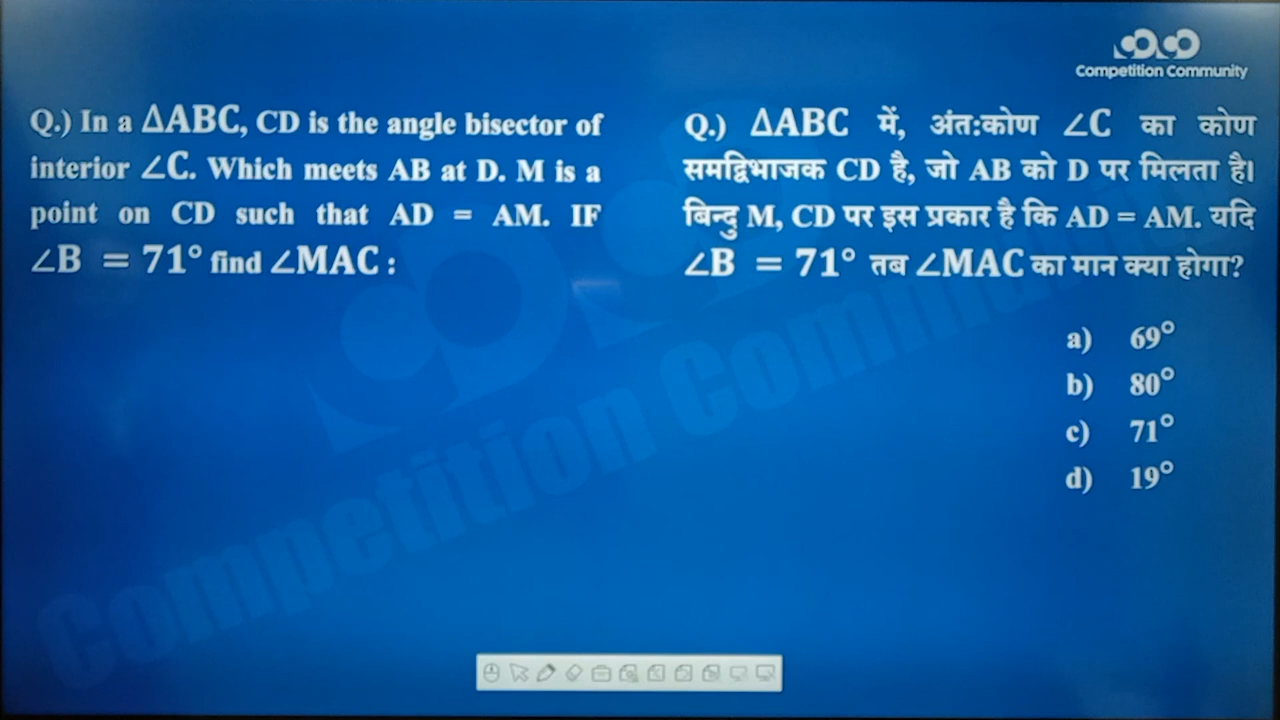 Competition Community
Q.) In a ΔABC, CD is the angle bisector of
interior ∠C. Which meets AB at D. M is a
point on CD such that AD = AM. IF
∠B = 71° find ∠MAC :
Q.) ΔABC में, अंत:कोण ∠C का कोण
समद्विभाजक CD है, जो AB को D पर मिलता है।
बिन्दु M, CD पर इस प्रकार है कि AD = AM. यदि
∠B = 71° तब ∠MAC का मान क्या होगा?
a) 69°
b) 80°
c) 71°
d) 19°
Competition Community